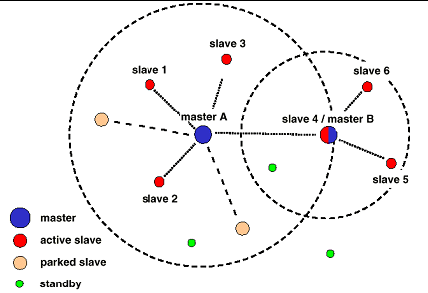 slave 3
slave 1
slave 6
master A
slave 4 / master B
slave 2
slave 5
master
active slave
parked slave
standby